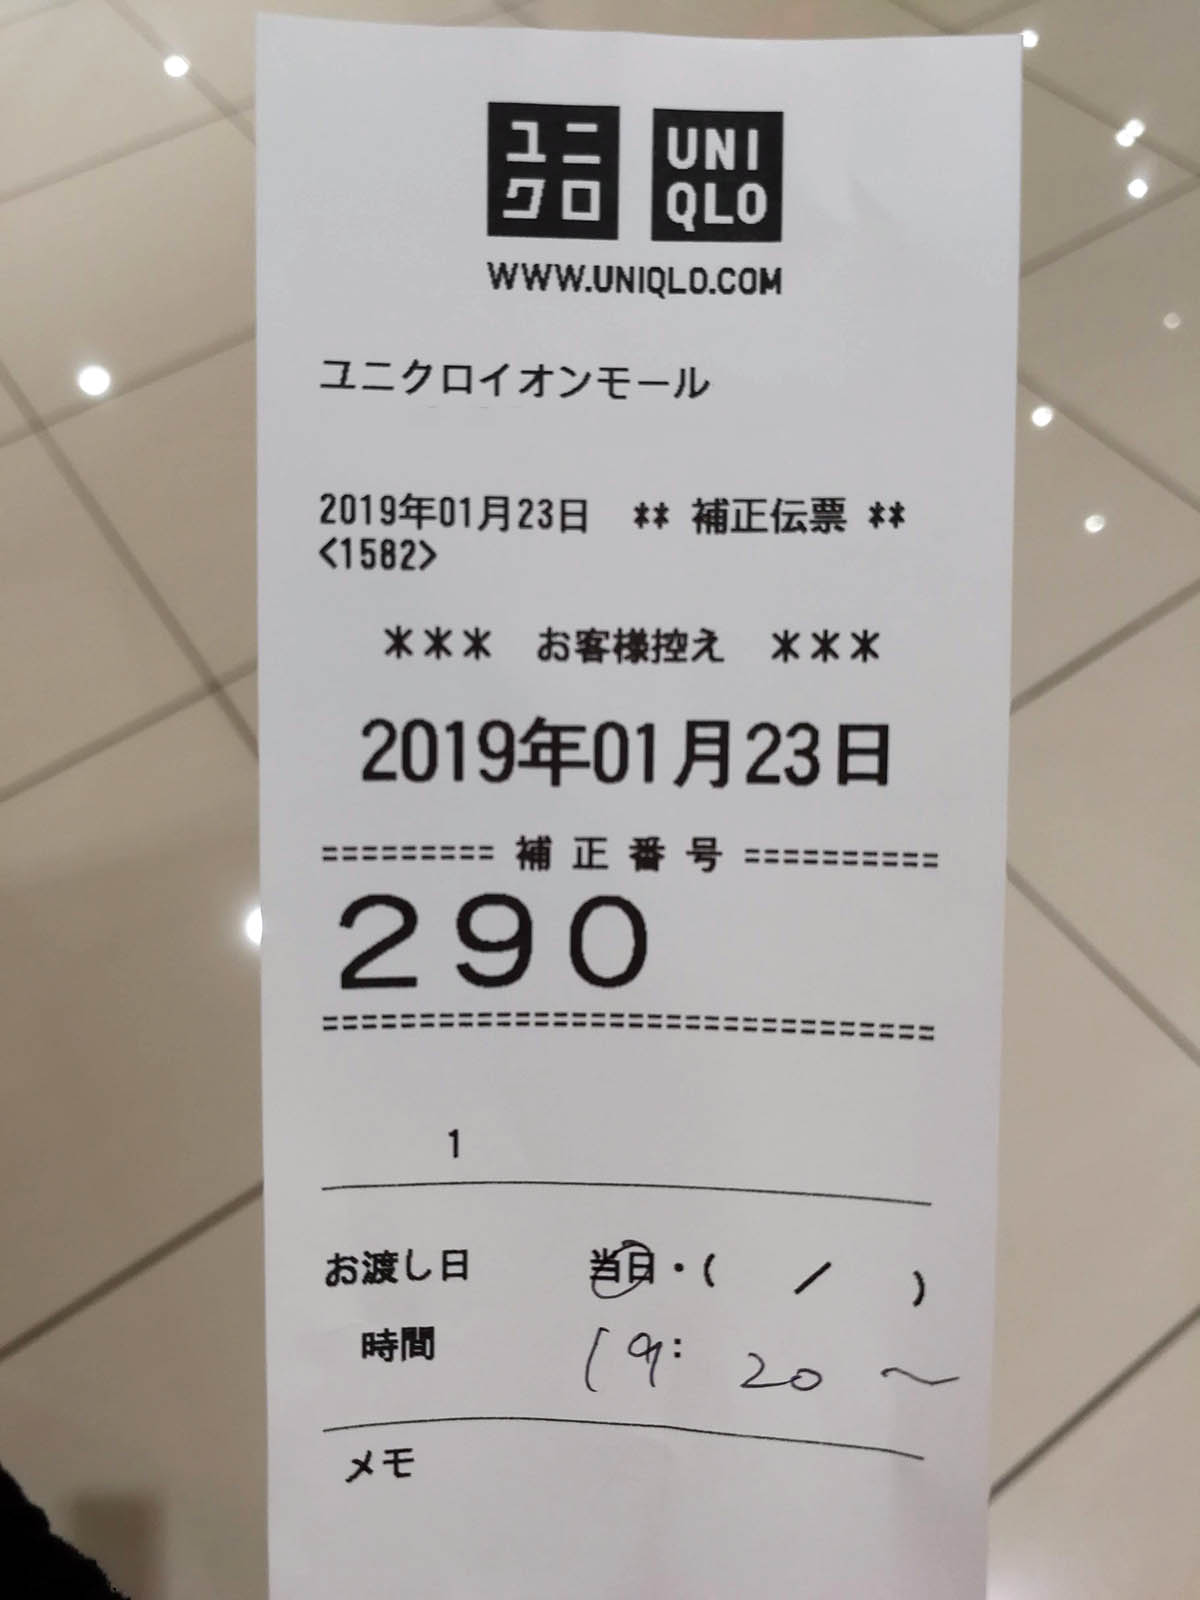 ユニ
クロ
UNI
QLO
WWW.UNIQLO.COM
ユニクロイオンモール
2019年01月23日 ** 補正伝票 **
<1582>
*** お客様控え ***
2019年01月23日
========= 補 正 番 号 ==========
290
================================
1
お渡し日 当日・( / )
時間 19: 20 〜
メモ